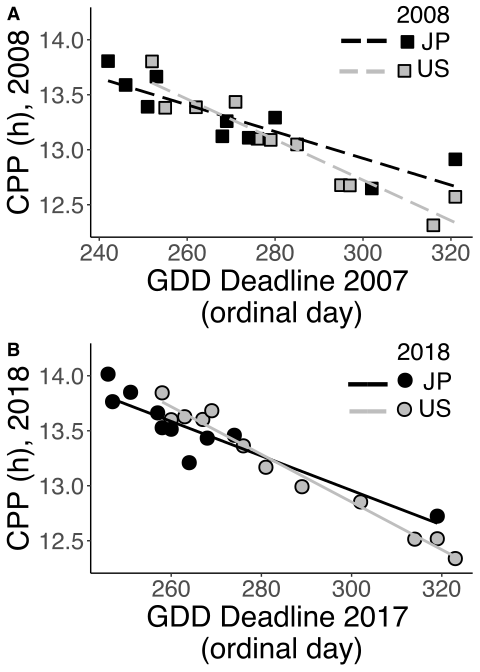 A
2008
JP
US
CPP (h), 2008
14.0
13.5
13.0
12.5
240
260
280
300
320
GDD Deadline 2007
(ordinal day)
B
2018
JP
US
CPP (h), 2018
14.0
13.5
13.0
12.5
260
280
300
320
GDD Deadline 2017
(ordinal day)